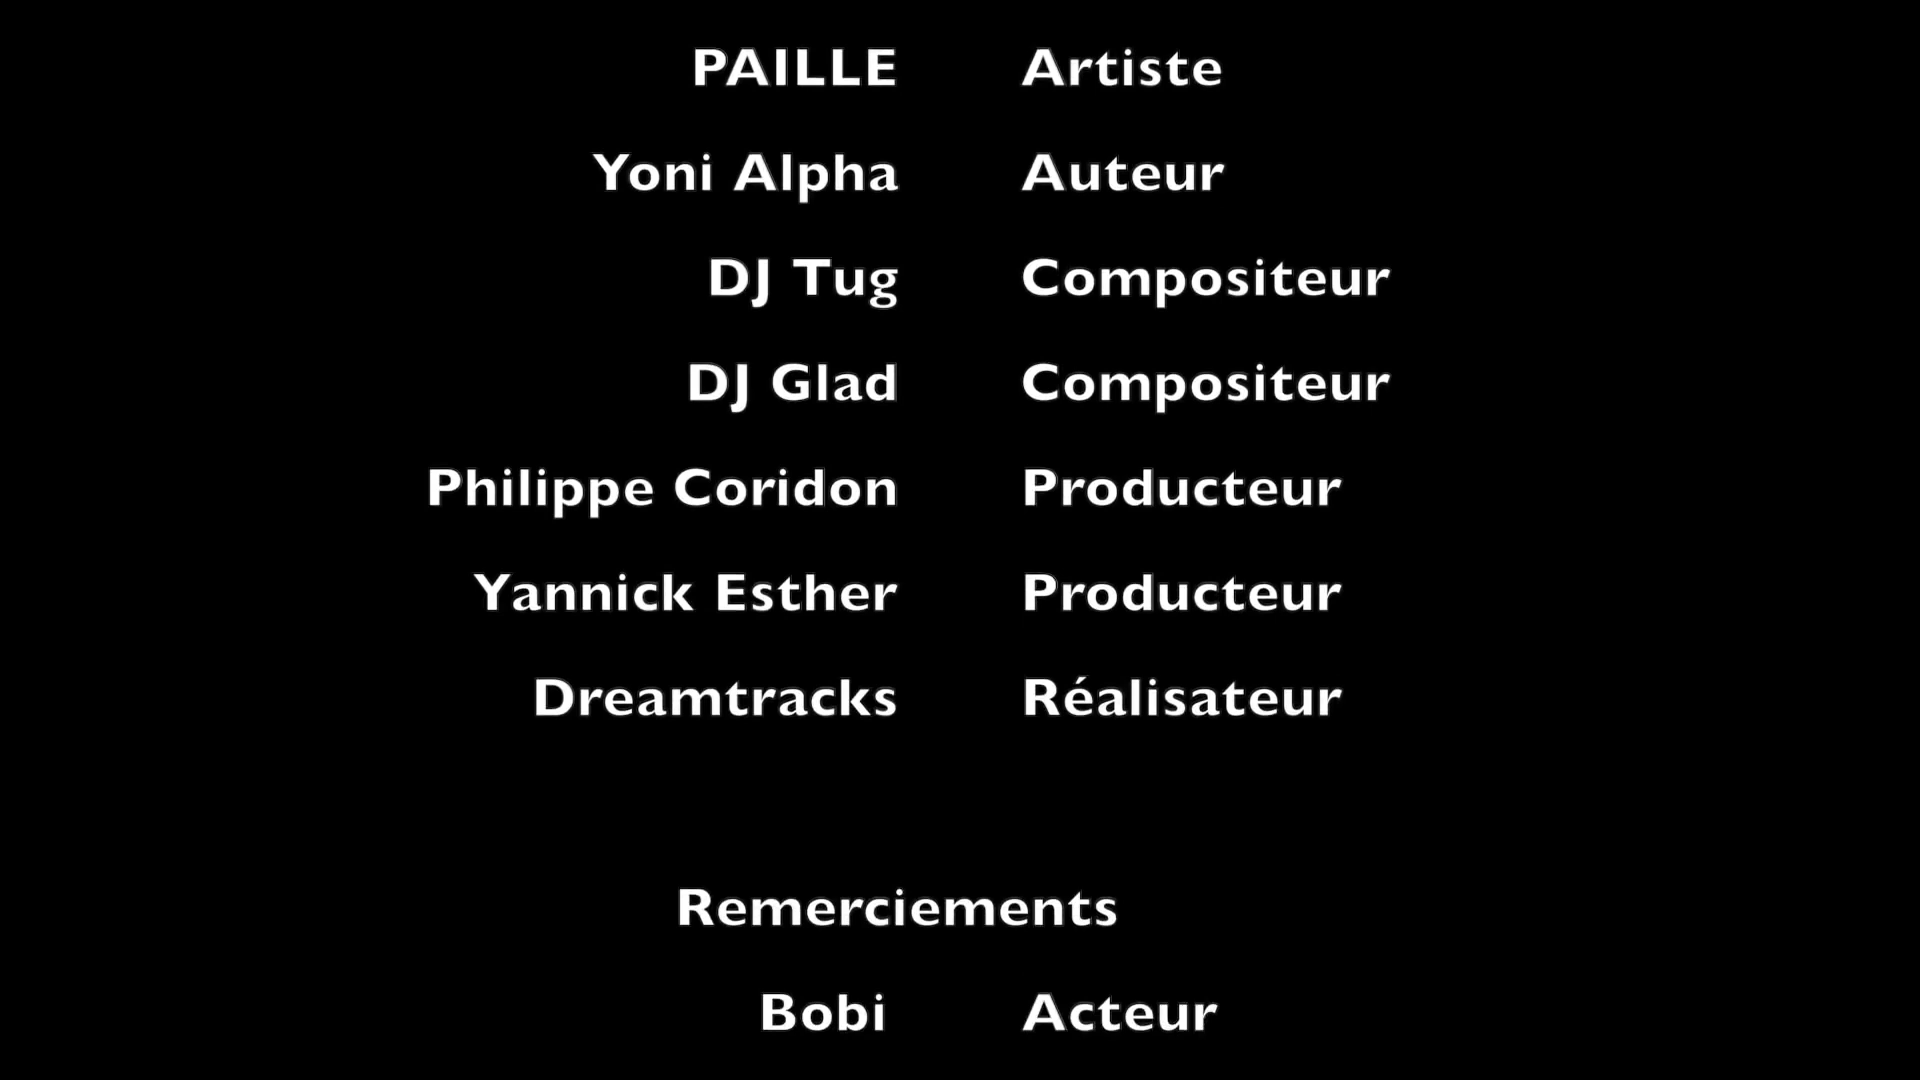 PAILLE Artiste
Yoni Alpha Auteur
DJ Tug Compositeur
DJ Glad Compositeur
Philippe Coridon Producteur
Yannick Esther Producteur
Dreamtracks Réalisateur
Remerciements
Bobi Acteur